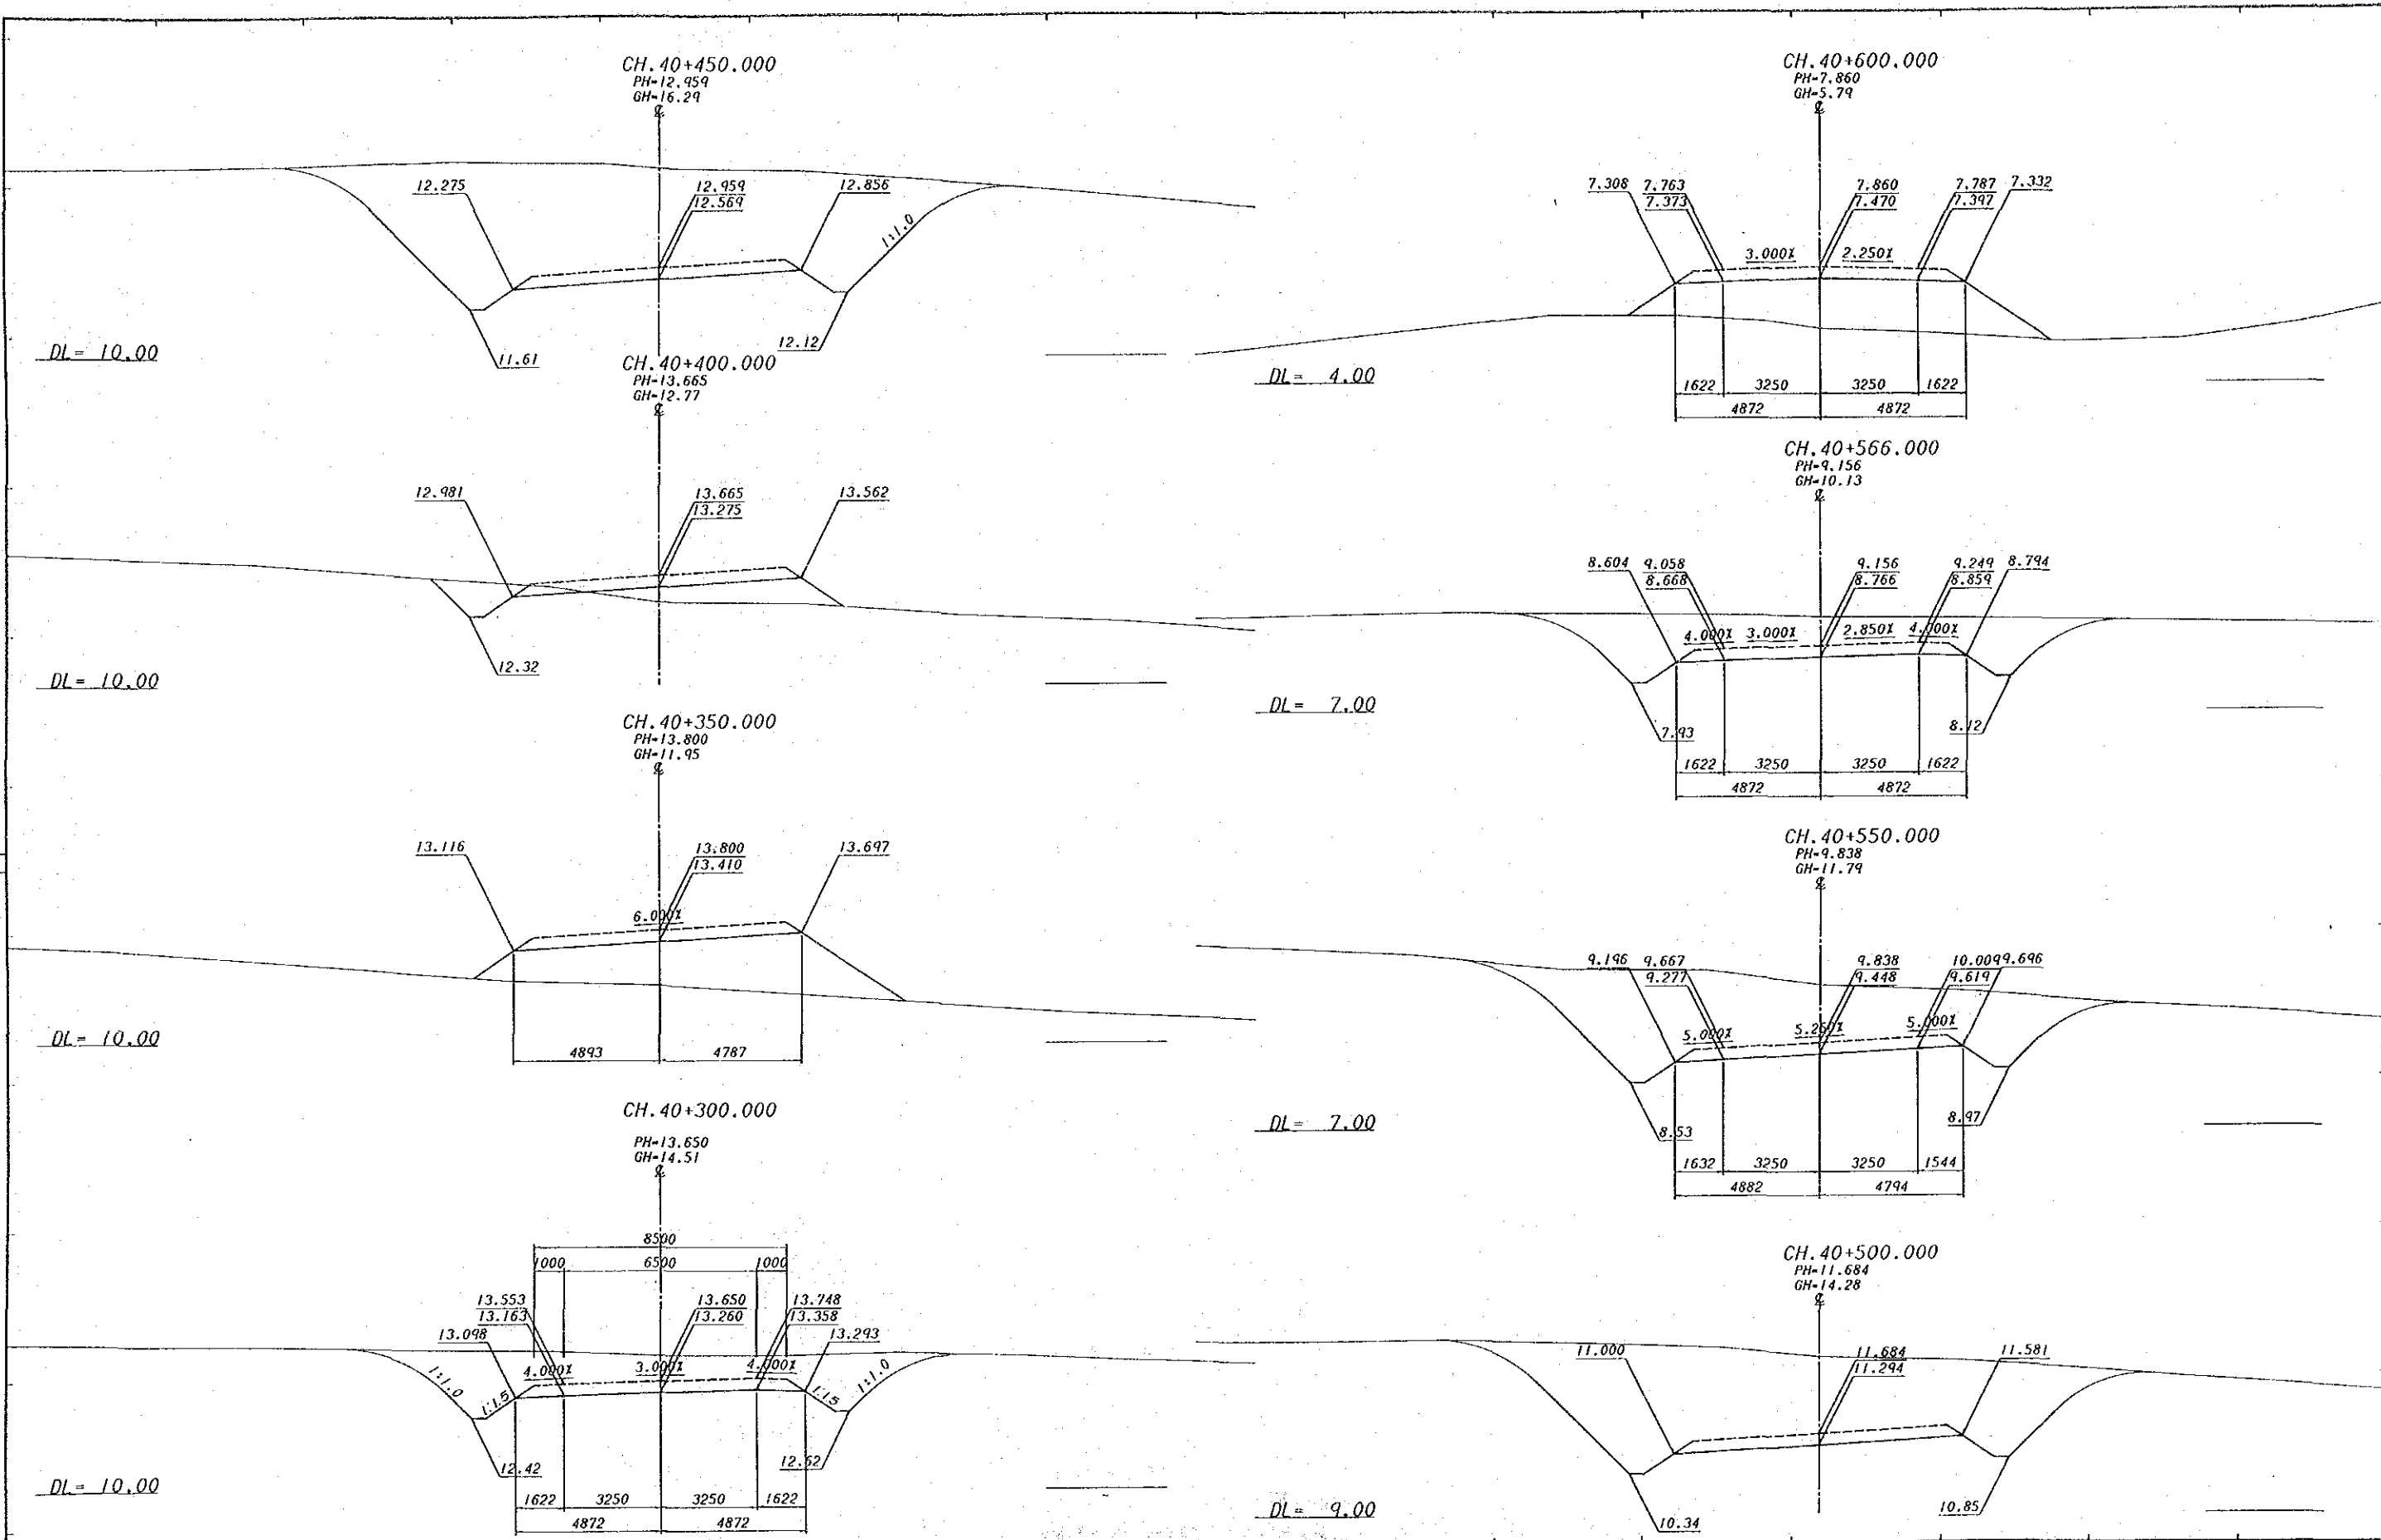 CH.40+450.000
PH=12.959
GH=16.29
12.275
12.959
12.569
12.856
1:1.0
11.61
12.12
DL= 10.00
CH.40+400.000
PH=13.665
GH=12.77
12.981
13.665
13.275
13.562
12.32
DL= 10.00
CH.40+350.000
PH=13.800
GH=11.95
13.116
13.800
13.410
13.697
6.000%
DL= 10.00
4893 4787
CH.40+300.000
PH=13.650
GH=14.51
8500
1000 6500 1000
13.553 13.650 13.748
13.163 13.260 13.358
13.098 13.293
4.000% 3.000% 4.000%
1:1.0 1:1.5 1:1.5 1:1.0
12.42 12.62
DL= 10.00
1622 3250 3250 1622
4872 4872
CH.40+600.000
PH=7.860
GH=5.79
7.308 7.763 7.860 7.787 7.332
7.373 7.470 7.397
3.000% 2.250%
DL= 4.00
1622 3250 3250 1622
4872 4872
CH.40+566.000
PH=9.156
GH=10.13
8.604 9.058 9.156 9.249 8.794
8.668 8.766 8.859
4.000% 3.000% 2.850% 4.000%
DL= 7.00
7.93 8.12
1622 3250 3250 1622
4872 4872
CH.40+550.000
PH=9.838
GH=11.79
9.196 9.667 9.838 10.009 9.696
9.277 9.448 9.619
5.000% 5.260% 5.000%
DL= 7.00
8.53 8.97
1632 3250 3250 1544
4882 4794
CH.40+500.000
PH=11.684
GH=14.28
11.000 11.684 11.581
11.294
DL= 9.00
10.34 10.85